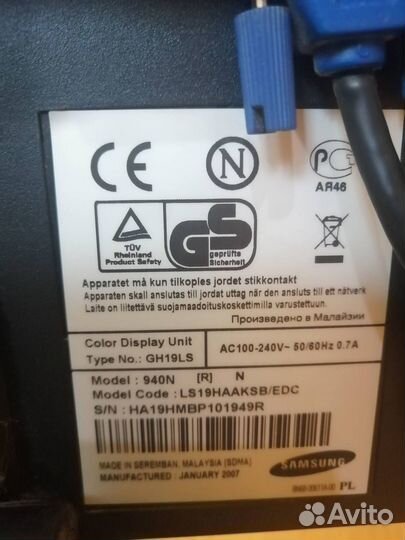 CE
N
PC
АЯ46
TÜV
Rheinland
Product Safety
GS
geprüfte
Sicherheit
Apparatet må kun tilkoples jordet stikkontakt
Apparaten skall anslutas till jordat uttag när den ansluts till ett nätverk
Laite on liitettävä suojamaadoituskoskettimilla varustettuun.
Произведено в Малайзии
Color Display Unit
Type No.: GH19LS
AC100-240V~ 50/60Hz 0.7A
Model : 940N [R] N
Model Code : LS19HAAKSB/EDC
S/N : HA19HMBP101949R
MADE IN SEREMBAN, MALAYSIA [SDMA]
MANUFACTURED : JANUARY 2007
SAMSUNG
PL
Avito